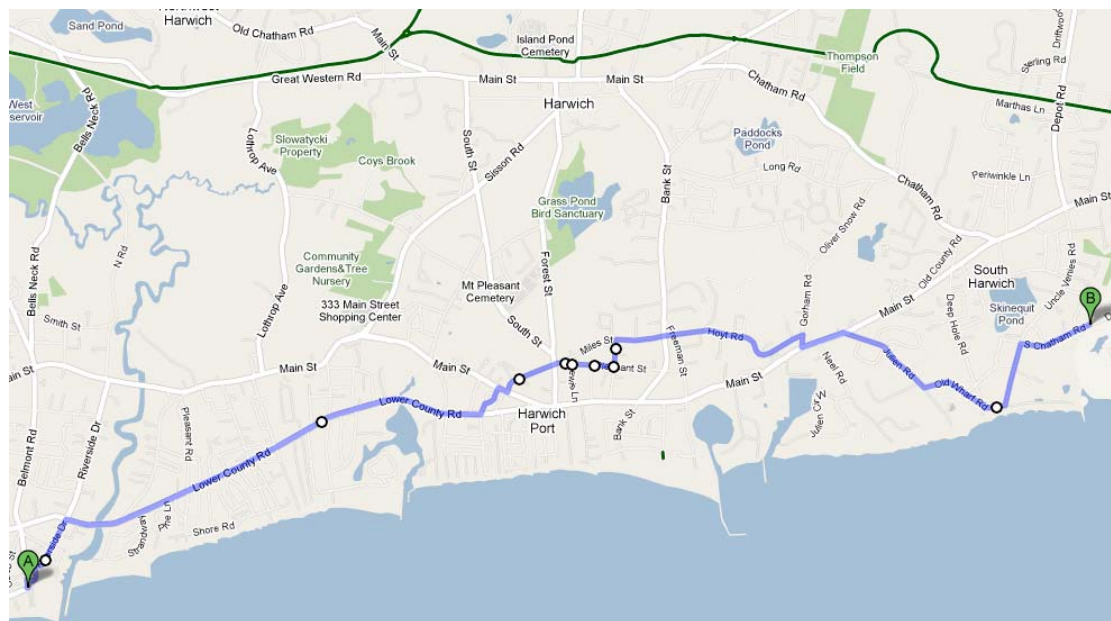 Harwich
Sand Pond
Old Chatham Rd
Main St
Island Pond
Cemetery
Thompson
Field
Sterling Rd
Marthas Ln
Depot Rd
Great Western Rd
Main St
Main St
Chatham Rd
West
Bells Neck Rd
Harwich
Lothrop Ave
Slowatycki
Property
Coys Brook
South St
Sisson Rd
Paddocks
Pond
Long Rd
Bank St
Periwinkle Ln
Chatham Rd
Main St
Grass Pond
Bird Sanctuary
Oliver Snow Rd
Old County Rd
N Rd
Bells Neck Rd
Community
Gardens&Tree
Nursery
Mt Pleasant
Cemetery
Forest St
South
Harwich
Uncle Venies Rd
B
Lothrop Ave
333 Main Street
Shopping Center
Smith St
South St
Gorham Rd
Main St
Deep Hole Rd
Skinequit
Pond
S Chatham Rd
Miles St
Hoyt Rd
Freeman St
Main St
Main St
Neel Rd
Julien Rd
Old Wharf Rd
Lower County Rd
Harwich
Port
Bank St
Belmont Rd
Riverside Dr
Pleasant Rd
Lower County Rd
Shore Rd
Strandway
A